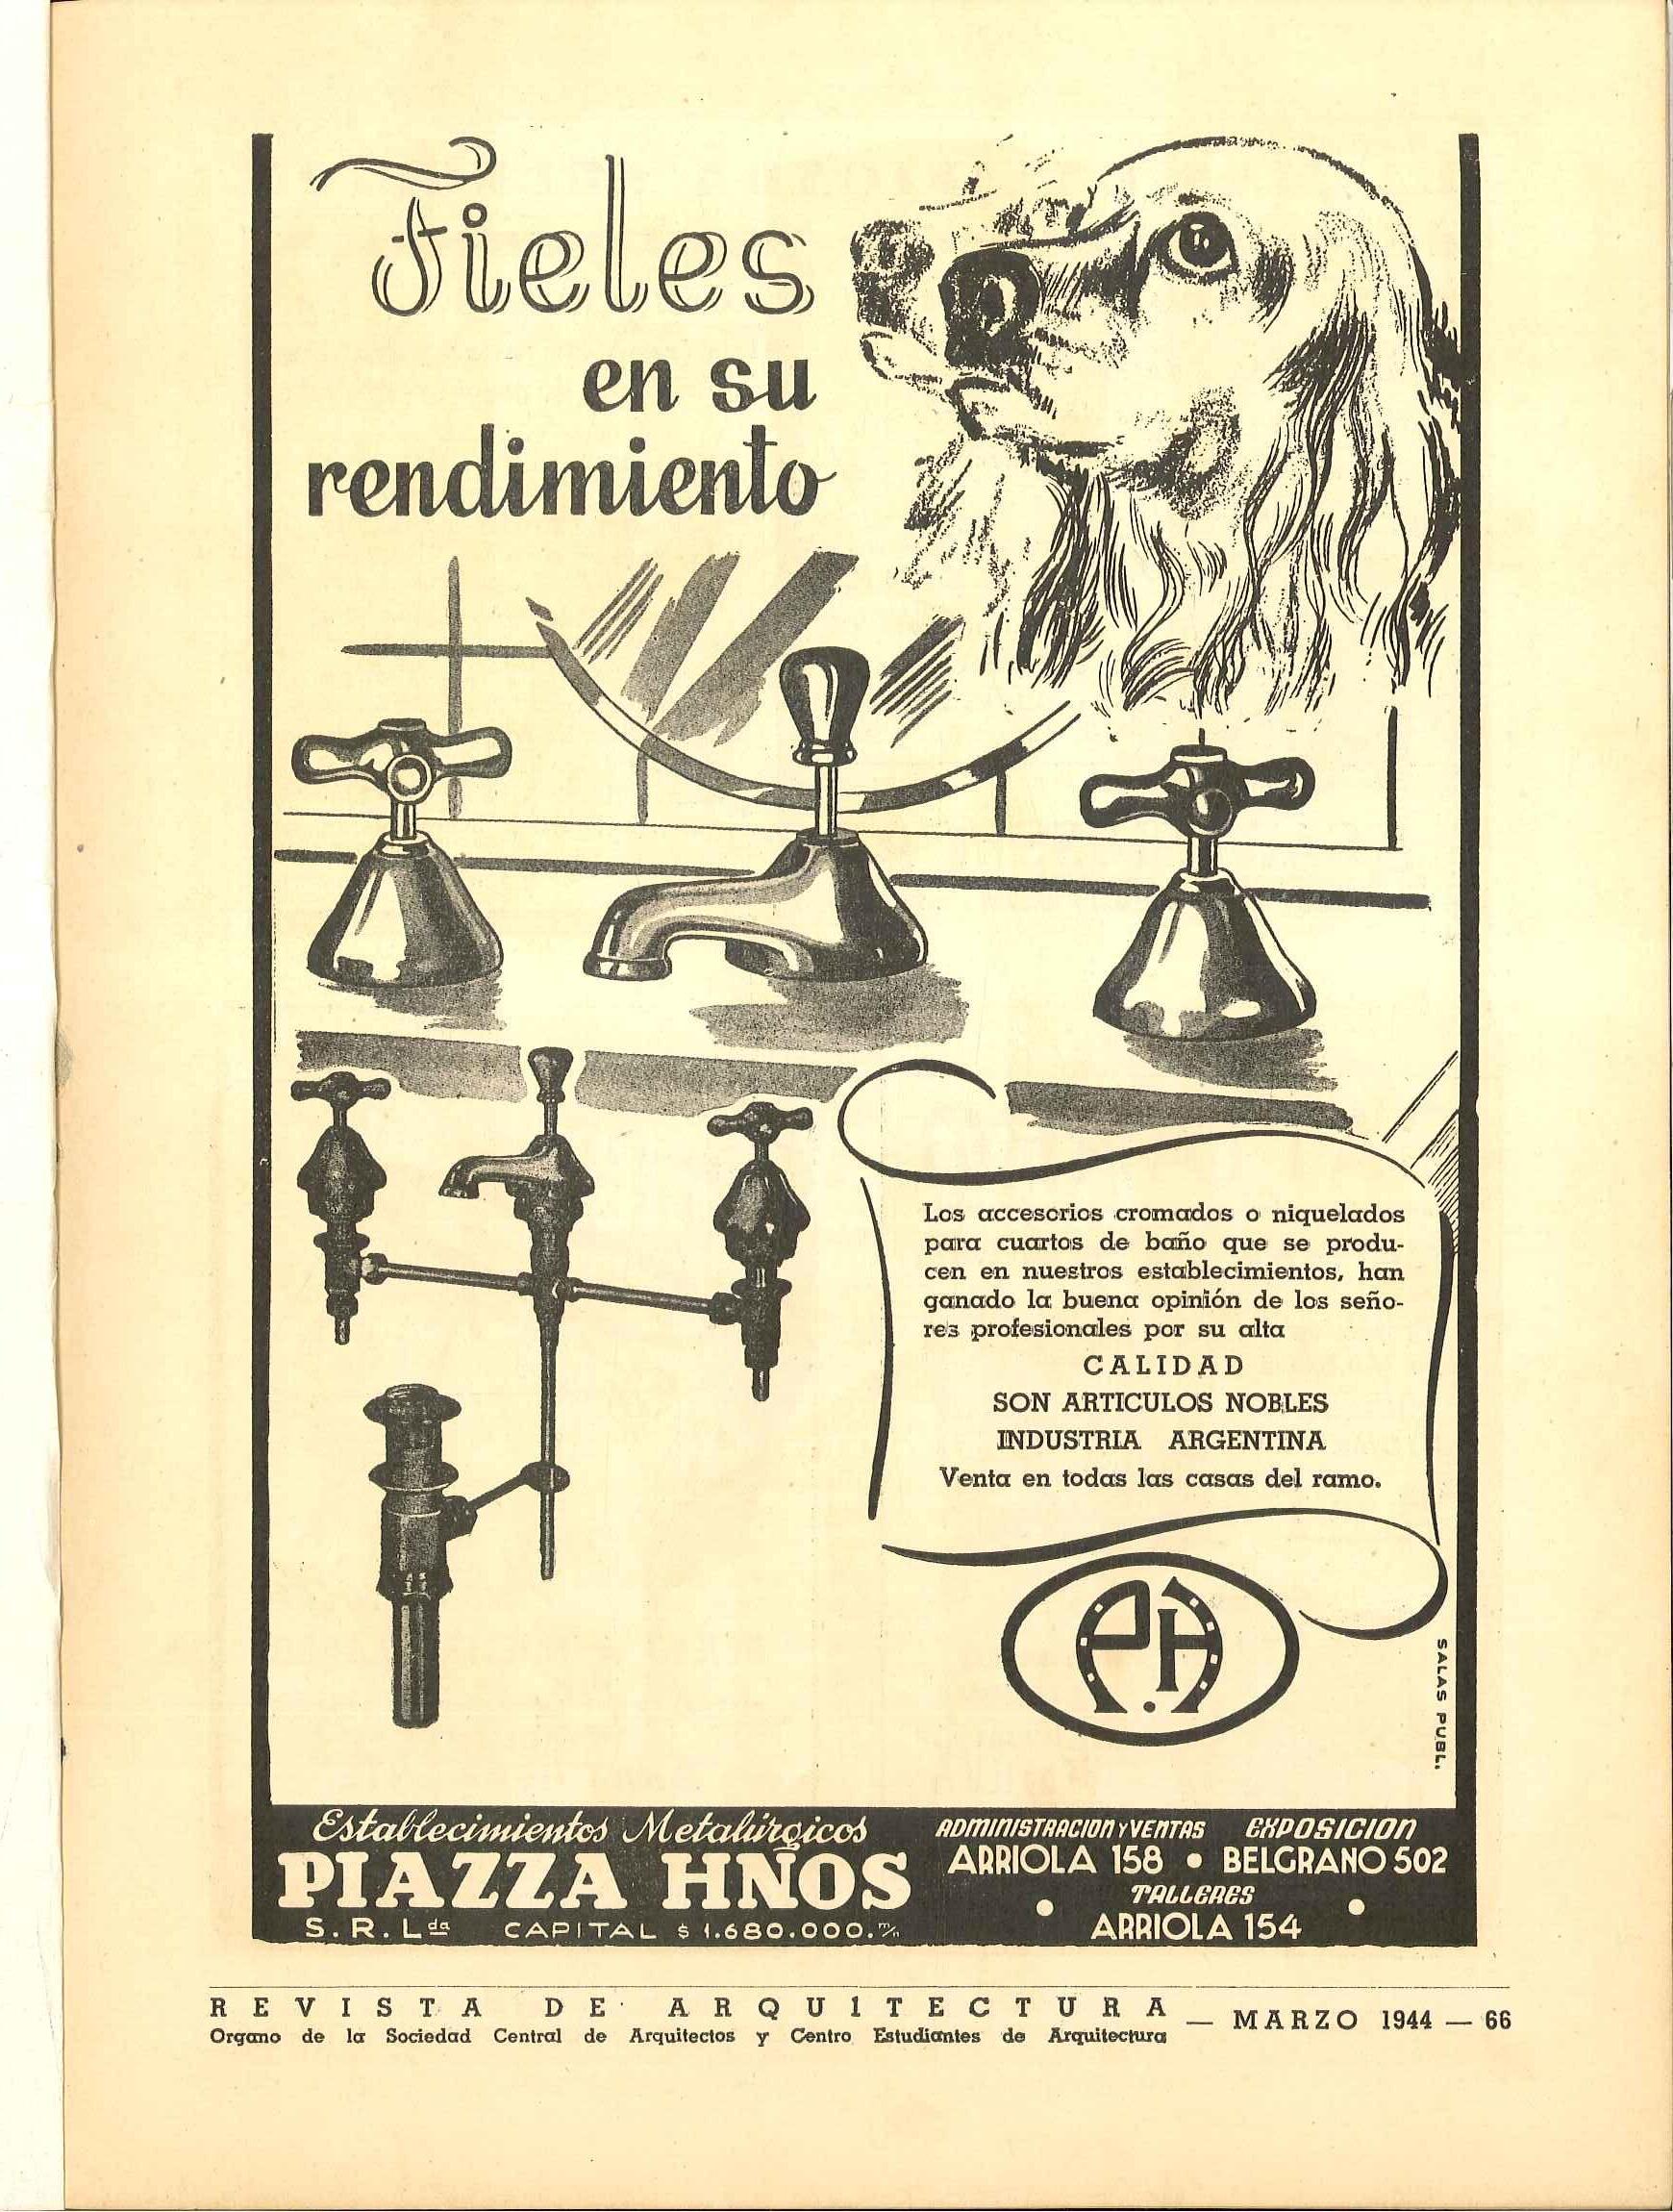 Fieles
en su
rendimiento
Los accesorios cromados o niquelados
para cuartos de baño que se produ-
cen en nuestros establecimientos, han
ganado la buena opinión de los seño-
res profesionales por su alta
CALIDAD
SON ARTICULOS NOBLES
INDUSTRIA ARGENTINA
Venta en todas las casas del ramo.
P.H
SALAS PUBL.
Establecimientos Metalúrgicos
PIAZZA HÑOS
S. R. Lda CAPITAL $ 1.680.000.m/n
ADMINISTRACION Y VENTAS EXPOSICION
ARRIOLA 158 • BELGRANO 502
TALLERES
ARRIOLA 154
REVISTA DE ARQUITECTURA — MARZO 1944 — 66
Organo de la Sociedad Central de Arquitectos y Centro Estudiantes de Arquitectura